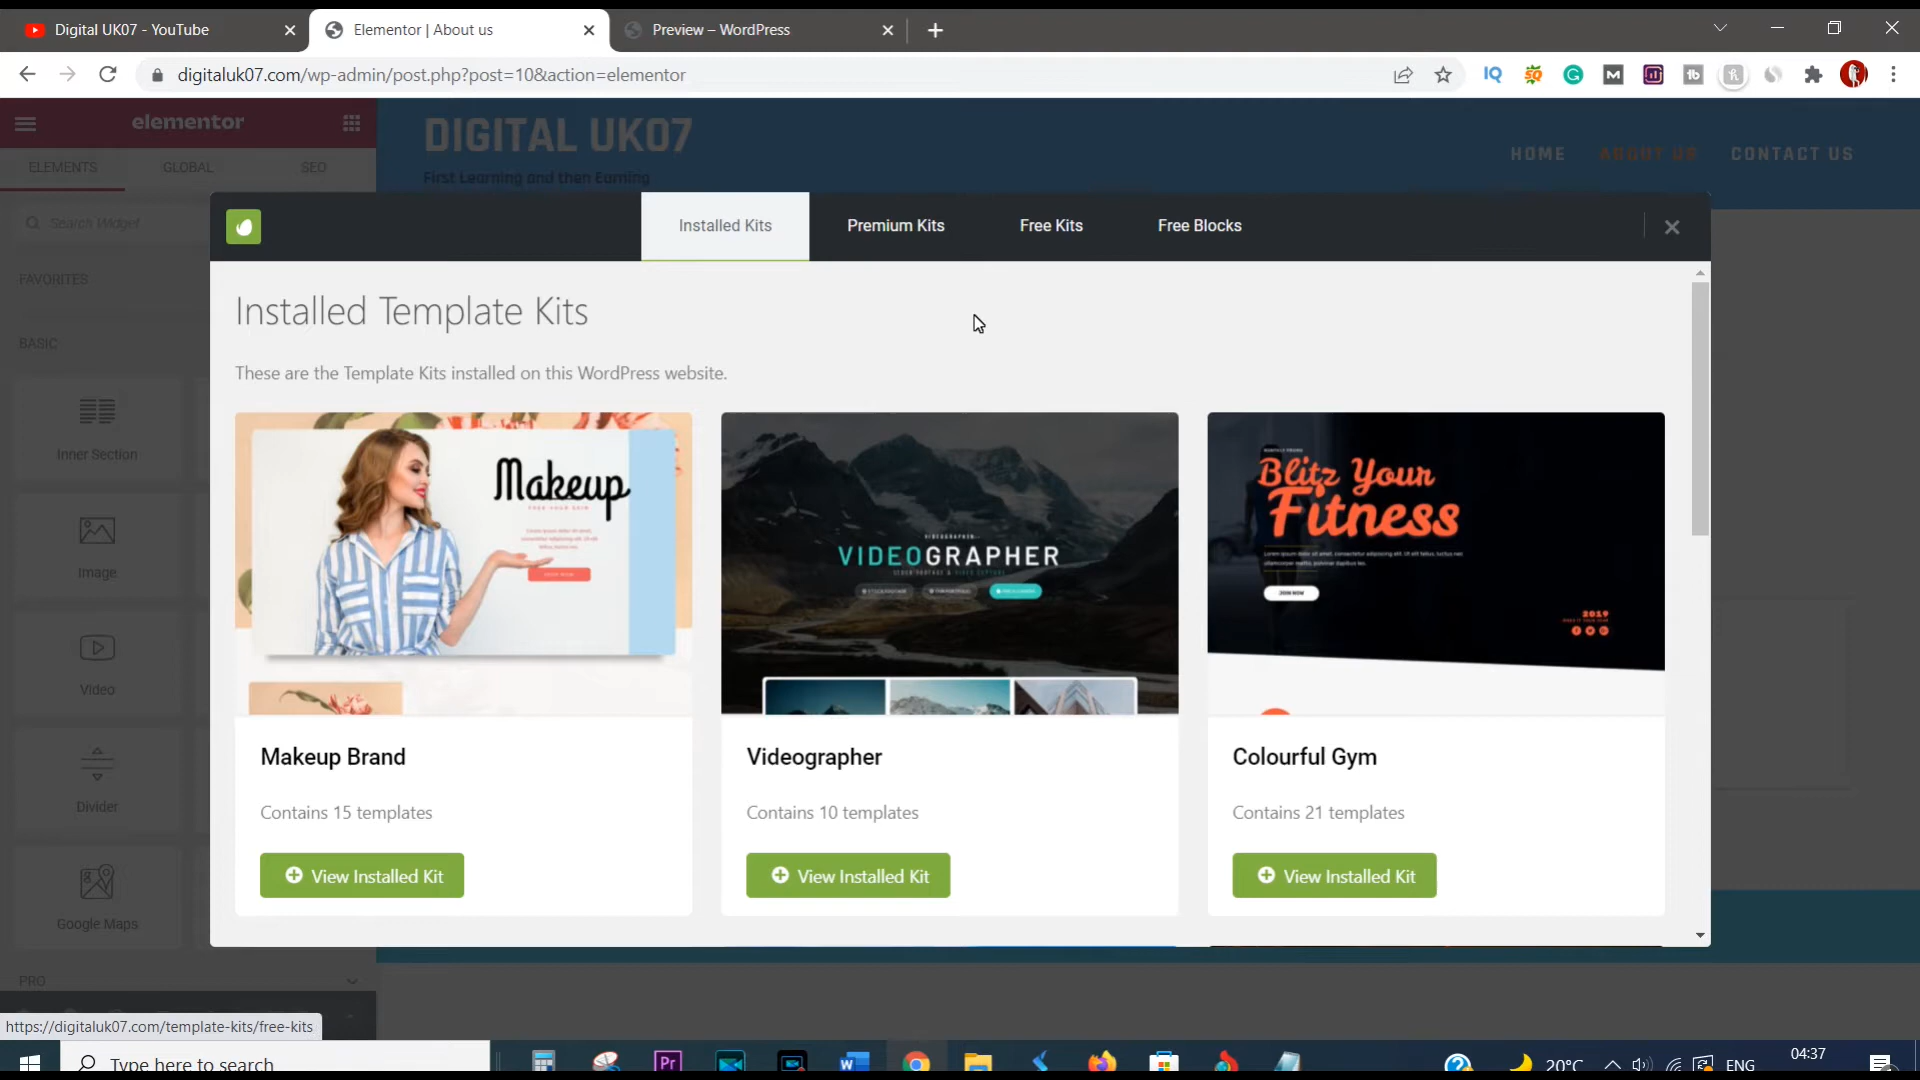 Digital UK07 - YouTube
Elementor | About us
Preview – WordPress
digitaluk07.com/wp-admin/post.php?post=10&action=elementor
elementor
ELEMENTS
GLOBAL
SEO
Search Widget
FAVORITES
BASIC
Inner Section
Image
Video
Divider
Google Maps
PRO
DIGITAL UK07
First Learning and then Earning
HOME
ABOUT US
CONTACT US
Installed Kits
Premium Kits
Free Kits
Free Blocks
Installed Template Kits
These are the Template Kits installed on this WordPress website.
Makeup
VIDEOGRAPHER
Blitz Your
Fitness
JOIN NOW
2019
Makeup Brand
Contains 15 templates
View Installed Kit
Videographer
Contains 10 templates
View Installed Kit
Colourful Gym
Contains 21 templates
View Installed Kit
https://digitaluk07.com/template-kits/free-kits
Type here to search
20°C
ENG
04:37